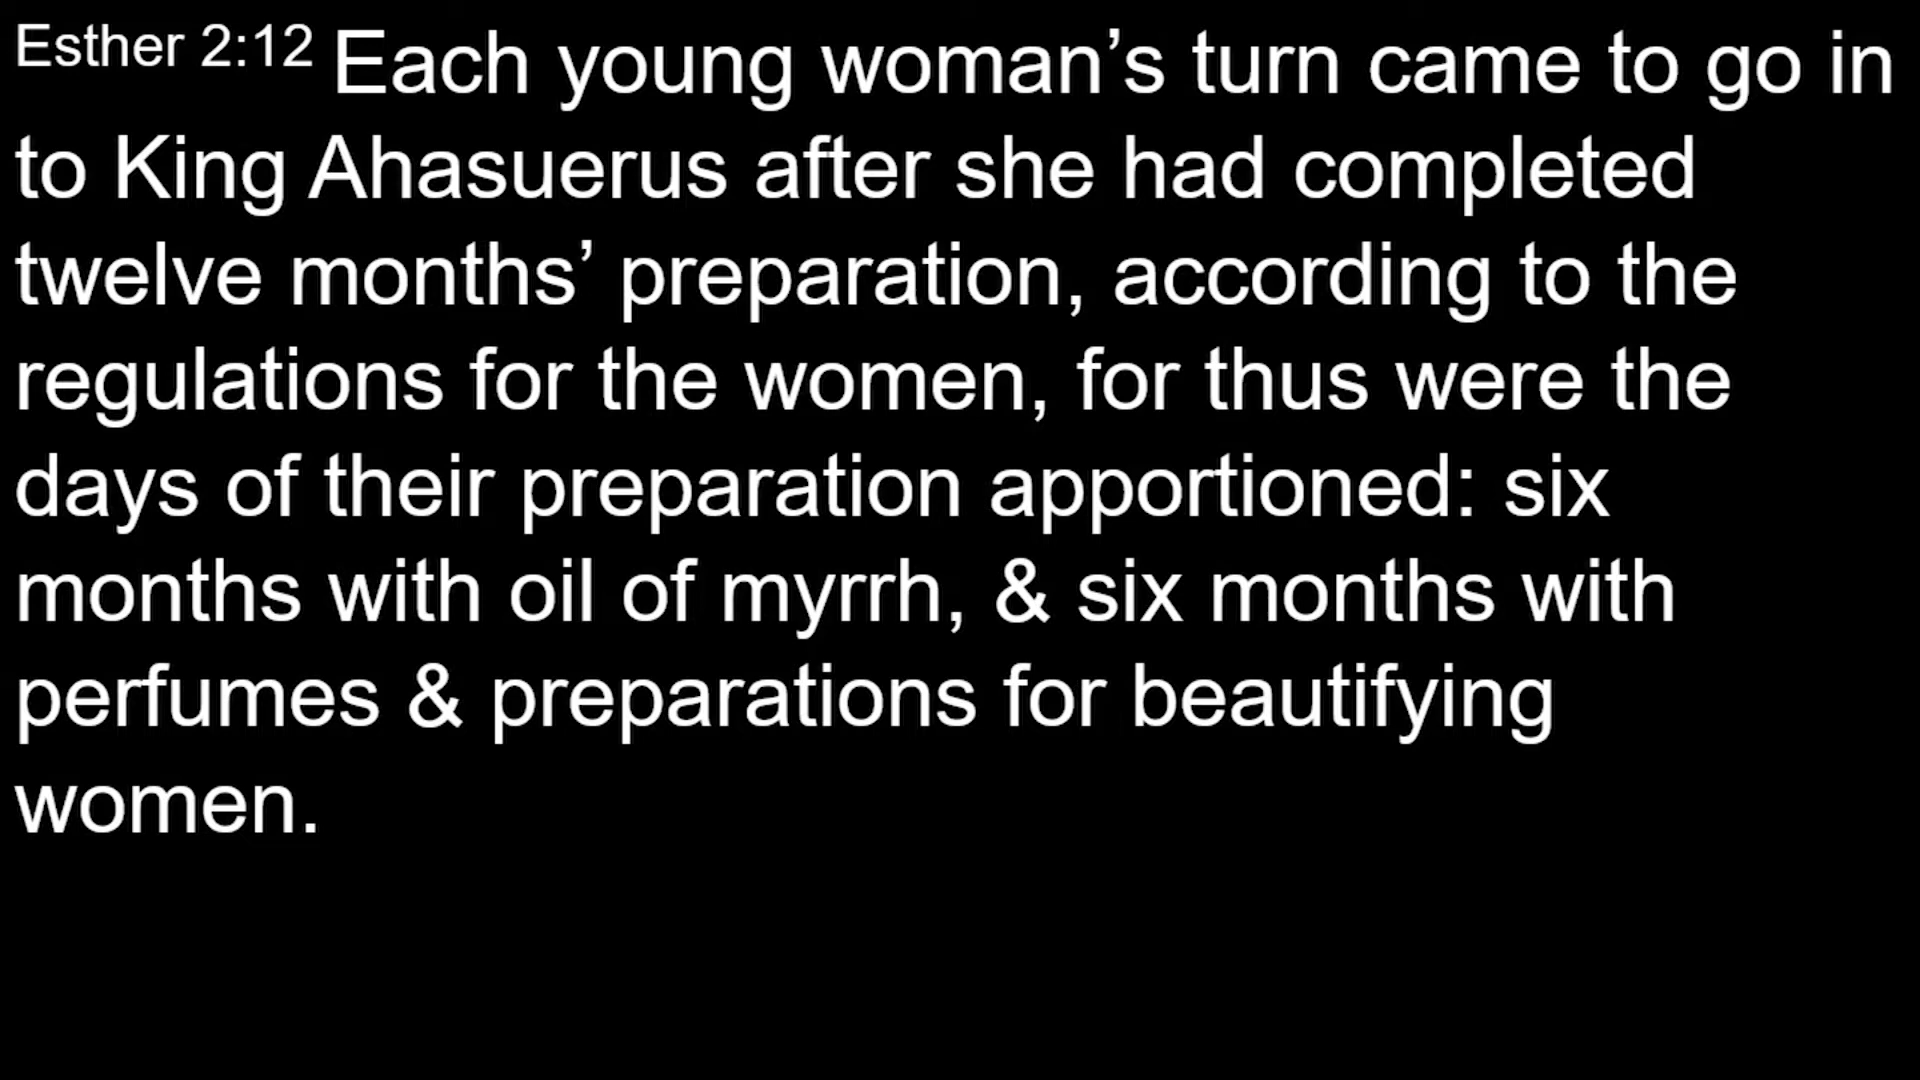 Esther 2:12 Each young woman’s turn came to go in
to King Ahasuerus after she had completed
twelve months’ preparation, according to the
regulations for the women, for thus were the
days of their preparation apportioned: six
months with oil of myrrh, & six months with
perfumes & preparations for beautifying
women.